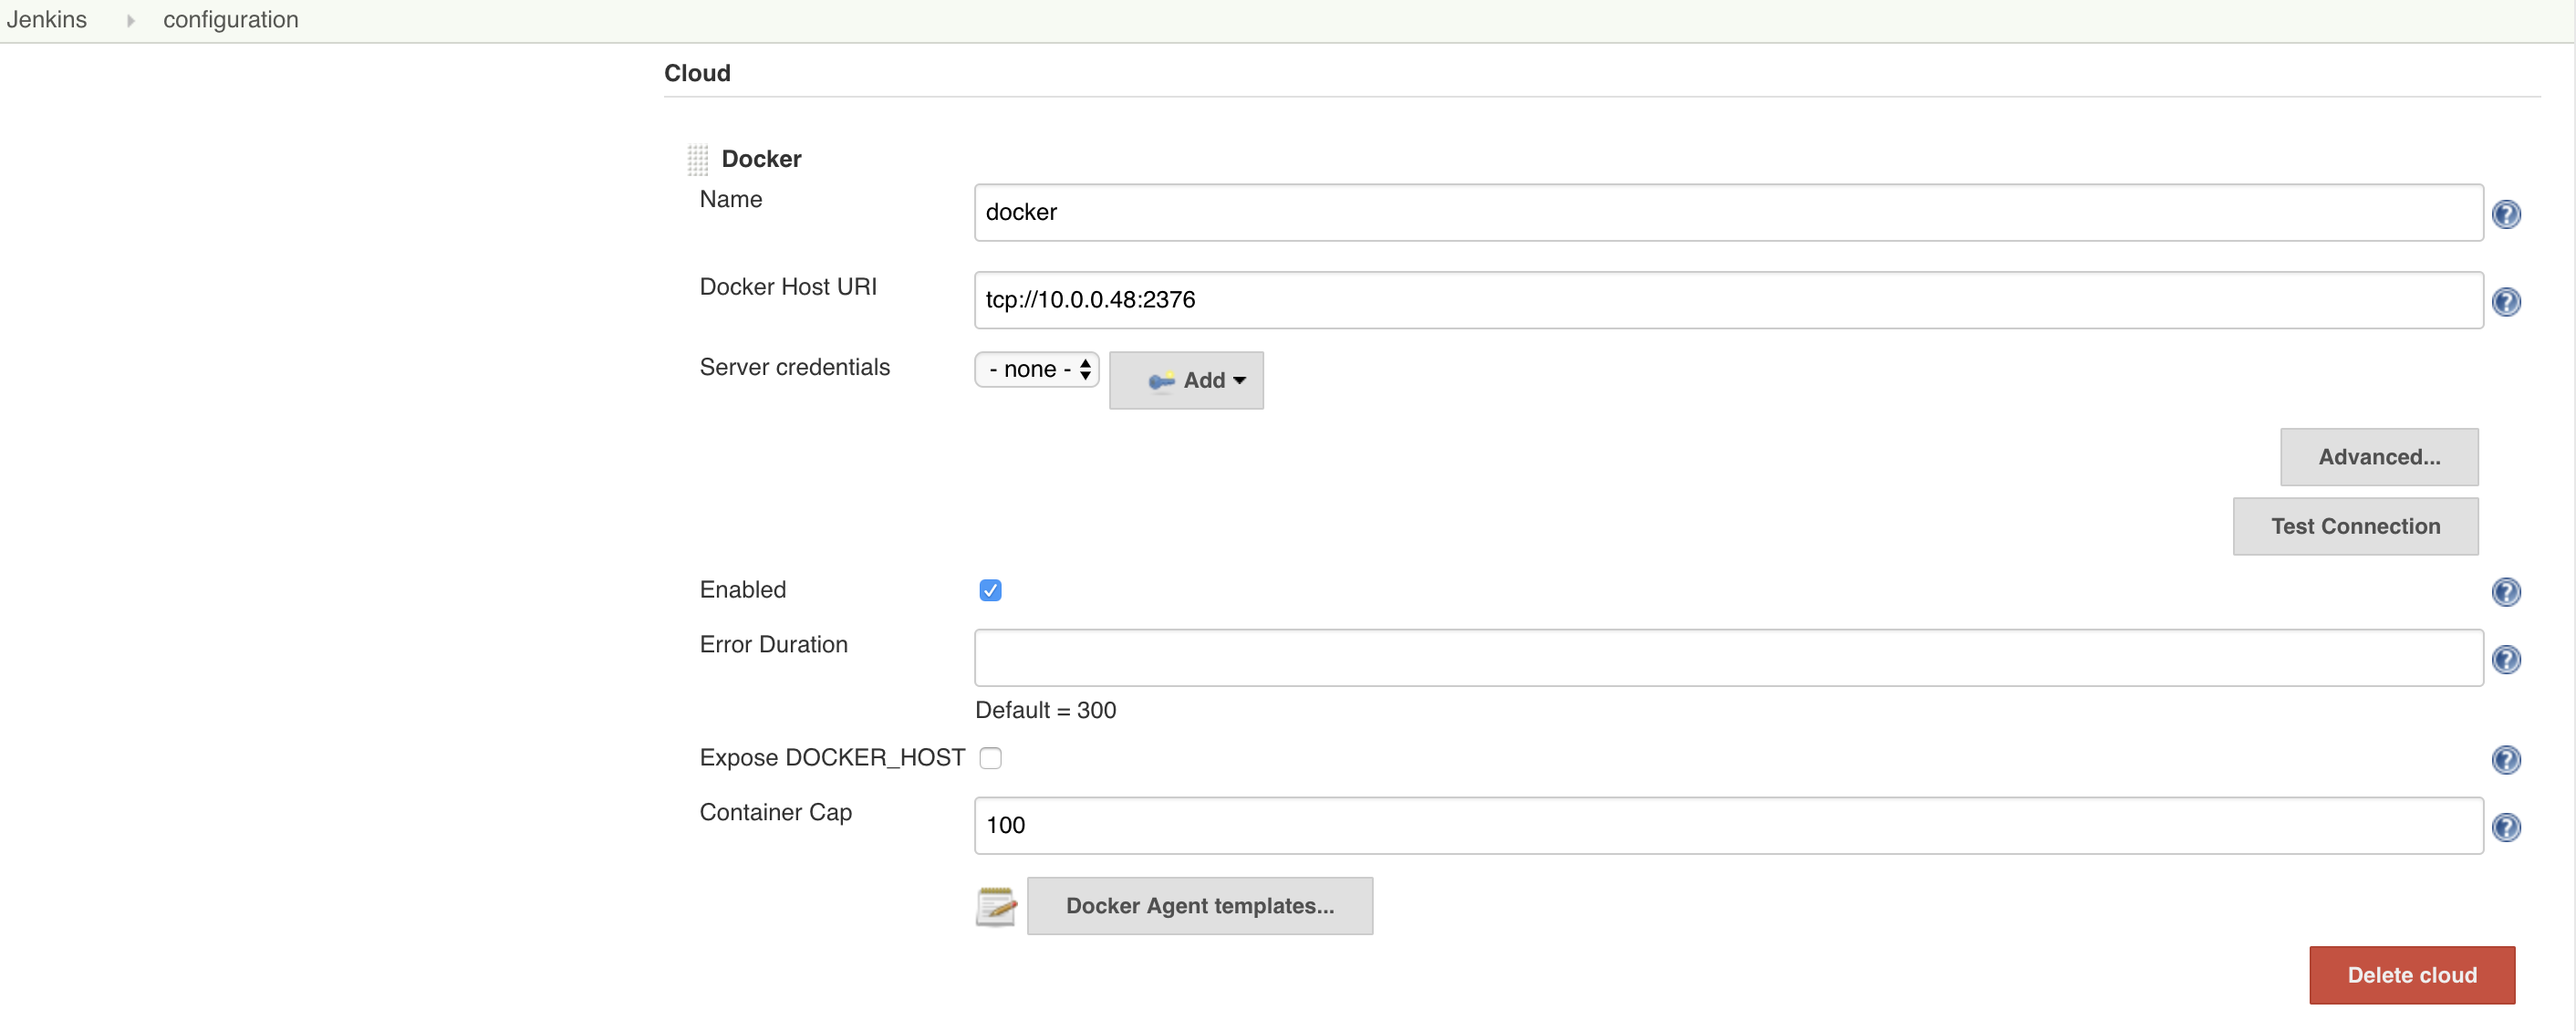 Jenkins configuration
Cloud
Docker
Name docker
Docker Host URI tcp://10.0.0.48:2376
Server credentials - none - Add
Advanced...
Test Connection
Enabled
Error Duration
Default = 300
Expose DOCKER_HOST
Container Cap 100
Docker Agent templates...
Delete cloud